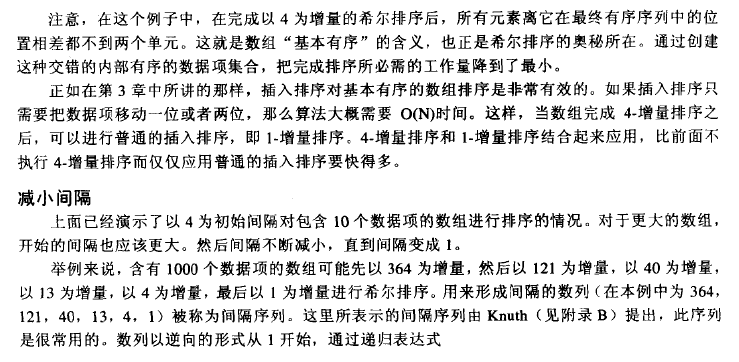 注意，在这个例子中，在完成以 4 为增量的希尔排序后，所有元素离它在最终有序序列中的位
置相差都不到两个单元。这就是数组“基本有序”的含义，也正是希尔排序的奥秘所在。通过创建
这种交错的内部有序的数据项集合，把完成排序所必需的工作量降到了最小。
正如在第 3 章中所讲的那样，插入排序对基本有序的数组排序是非常有效的。如果插入排序只
需要把数据项移动一位或者两位，那么算法大概需要 O(N)时间。这样，当数组完成 4-增量排序之
后，可以进行普通的插入排序，即 1-增量排序。4-增量排序和 1-增量排序结合起来应用，比前面不
执行 4-增量排序而仅仅应用普通的插入排序要快得多。
减小间隔
上面已经演示了以 4 为初始间隔对包含 10 个数据项的数组进行排序的情况。对于更大的数组，
开始的间隔也应该更大。然后间隔不断减小，直到间隔变成 1。
举例来说，含有 1000 个数据项的数组可能先以 364 为增量，然后以 121 为增量，以 40 为增量，
以 13 为增量，以 4 为增量，最后以 1 为增量进行希尔排序。用来形成间隔的数列（在本例中为 364，
121，40，13，4，1）被称为间隔序列。这里所表示的间隔序列由 Knuth（见附录 B）提出，此序列
是很常用的。数列以逆向的形式从 1 开始，通过递归表达式